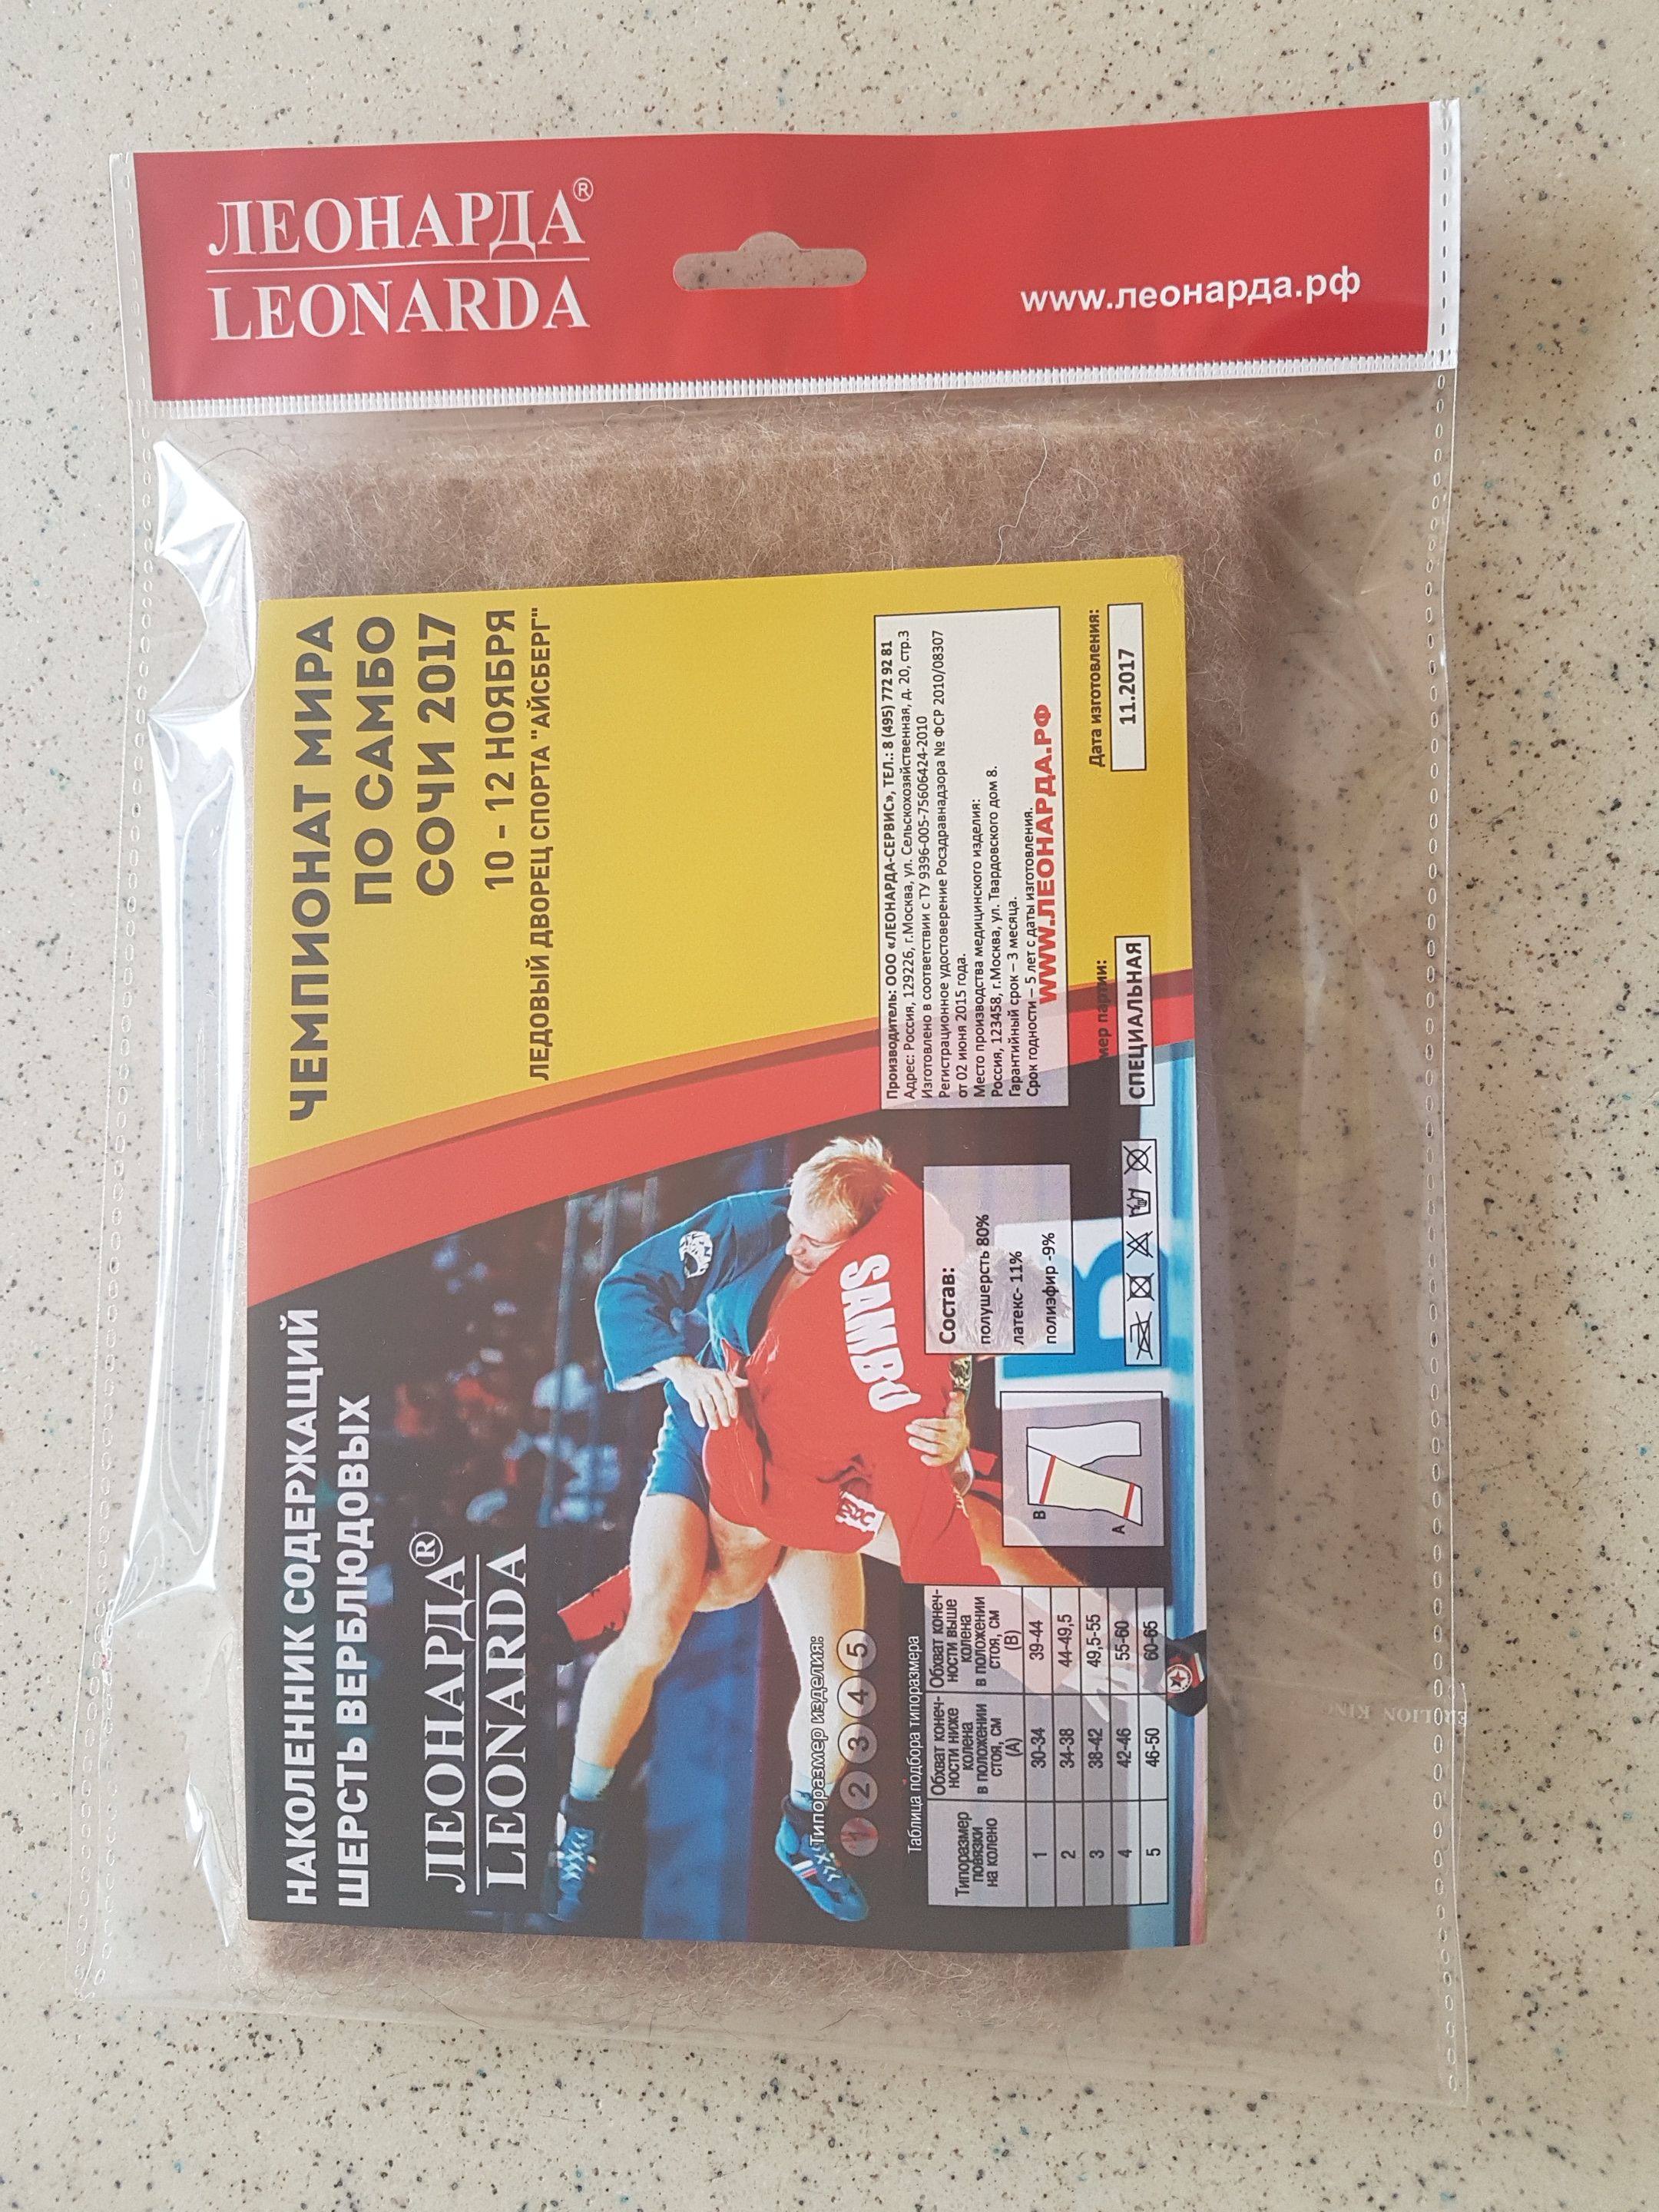 ЛЕОНАРДА®
LEONARDA
www.леонарда.рф
НАКОЛЕННИК СОДЕРЖАЩИЙ
ШЕРСТЬ ВЕРБЛЮДОВЫХ
ЛЕОНАРДА®
LEONARDA
ЧЕМПИОНАТ МИРА
ПО САМБО
СОЧИ 2017
10 - 12 НОЯБРЯ
ЛЕДОВЫЙ ДВОРЕЦ СПОРТА "АЙСБЕРГ"
SAMBO
Типоразмер изделия:
1 2 3 4 5
Таблица подбора типоразмера
Типоразмер повязки на колено
Обхват конеч-ности ниже колена в положении стоя, см (А)
Обхват конеч-ности выше колена в положении стоя, см (В)
1 30-34 39-44
2 34-38 44-49,5
3 38-42 49,5-55
4 42-46 55-60
5 46-50 60-65
В
А
Состав:
полушерсть 80%
латекс- 11%
полиэфир -9%
Производитель: ООО «ЛЕОНАРДА-СЕРВИС», ТЕЛ.: 8 (495) 772 92 81
Адрес: Россия, 129226, г.Москва, ул. Сельскохозяйственная, д. 20, стр.3
Изготовлено в соответствии с ТУ 9396-005-75606424-2010
Регистрационное удостоверение Росздравнадзора № ФСР 2010/08307
от 02 июня 2015 года.
Место производства медицинского изделия:
Россия, 123458, г.Москва, ул. Твардовского дом 8.
Гарантийный срок – 3 месяца.
Срок годности – 5 лет с даты изготовления.
WWW.ЛЕОНАРДА.РФ
мер партии:
СПЕЦИАЛЬНАЯ
Дата изготовления:
11.2017